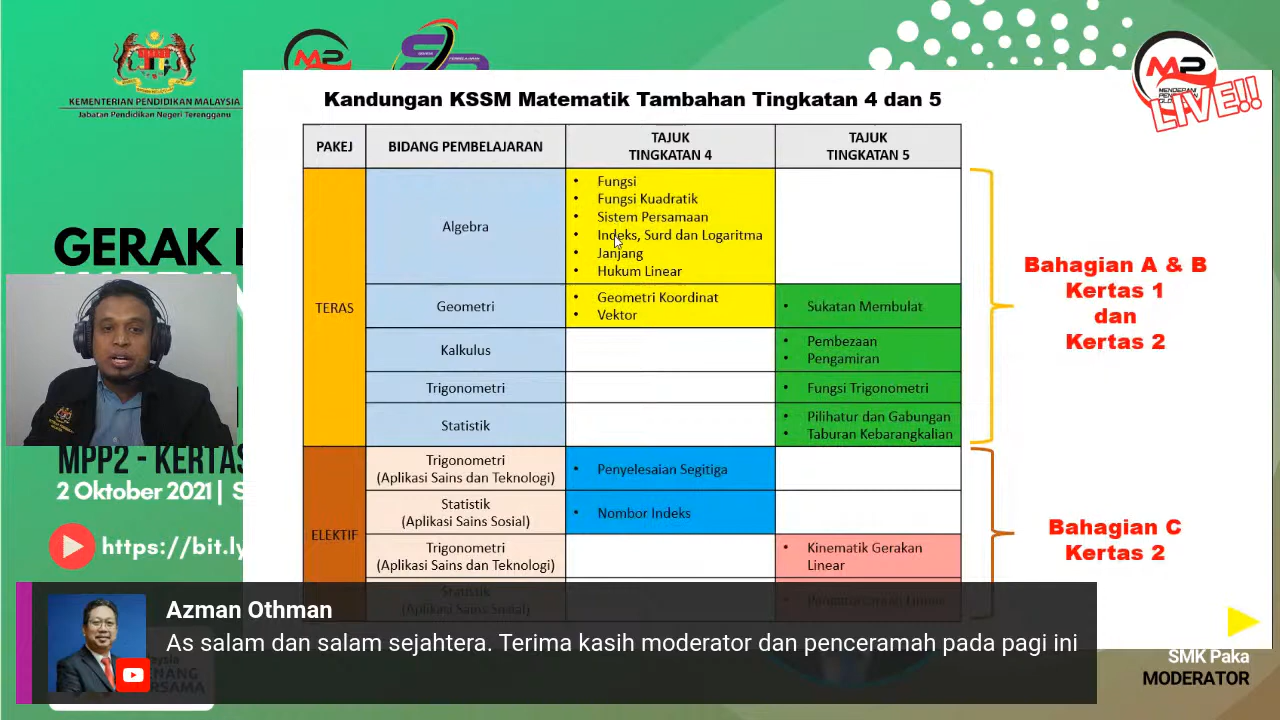 KEMENTERIAN PENDIDIKAN MALAYSIA
Jabatan Pendidikan Negeri Terengganu
MP
MP
LIVE!!
Kandungan KSSM Matematik Tambahan Tingkatan 4 dan 5
PAKEJ
BIDANG PEMBELAJARAN
TAJUK
TINGKATAN 4
TAJUK
TINGKATAN 5
TERAS
Algebra
• Fungsi
• Fungsi Kuadratik
• Sistem Persamaan
• Indeks, Surd dan Logaritma
• Janjang
• Hukum Linear
Geometri
• Geometri Koordinat
• Vektor
• Sukatan Membulat
Kalkulus
• Pembezaan
• Pengamiran
Trigonometri
• Fungsi Trigonometri
Statistik
• Pilihatur dan Gabungan
• Taburan Kebarangkalian
Bahagian A & B
Kertas 1
dan
Kertas 2
ELEKTIF
Trigonometri
(Aplikasi Sains dan Teknologi)
• Penyelesaian Segitiga
Statistik
(Aplikasi Sains Sosial)
• Nombor Indeks
Trigonometri
(Aplikasi Sains dan Teknologi)
• Kinematik Gerakan
Linear
Statistik
(Aplikasi Sains Sosial)
Bahagian C
Kertas 2
GERAK
MPP2 - KERTAS
2 Oktober 2021| S
https://bit.ly
Azman Othman
As salam dan salam sejahtera. Terima kasih moderator dan penceramah pada pagi ini
SMK Paka
MODERATOR